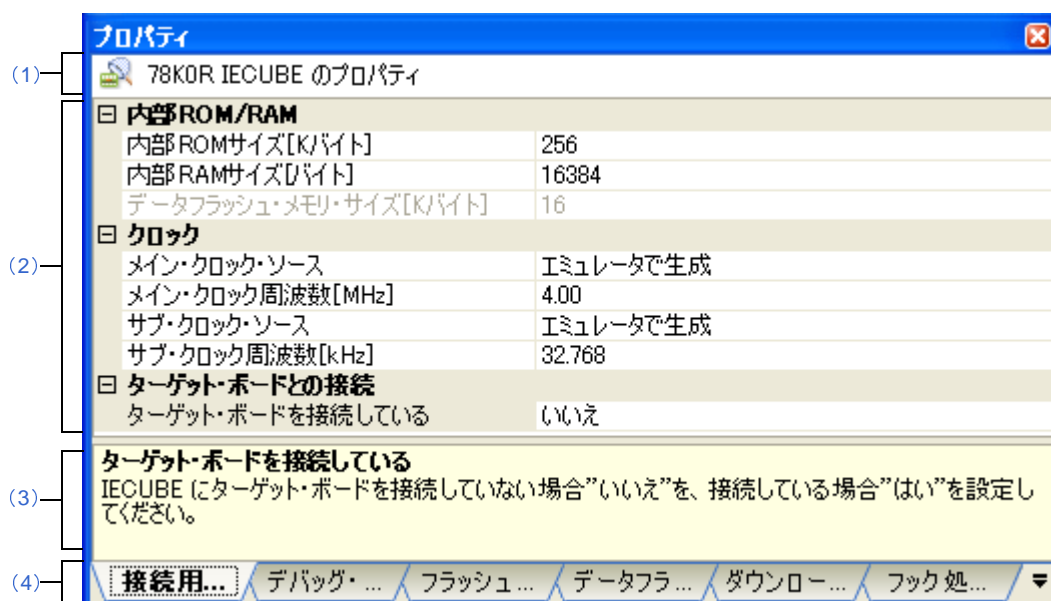 プロパティ
(1)
78K0R IECUBE のプロパティ
(2)
内部ROM/RAM
内部ROMサイズ[Kバイト] 256
内部RAMサイズ[バイト] 16384
データフラッシュ・メモリ・サイズ[Kバイト] 16
クロック
メイン・クロック・ソース エミュレータで生成
メイン・クロック周波数[MHz] 4.00
サブ・クロック・ソース エミュレータで生成
サブ・クロック周波数[kHz] 32.768
ターゲット・ボードとの接続
ターゲット・ボードを接続している いいえ
(3)
ターゲット・ボードを接続している
IECUBE にターゲット・ボードを接続していない場合”いいえ”を、接続している場合”はい”を設定し
てください。
(4)
接続用... デバッグ・ ... フラッシュ ... データフラ ... ダウンロー ... フック処...